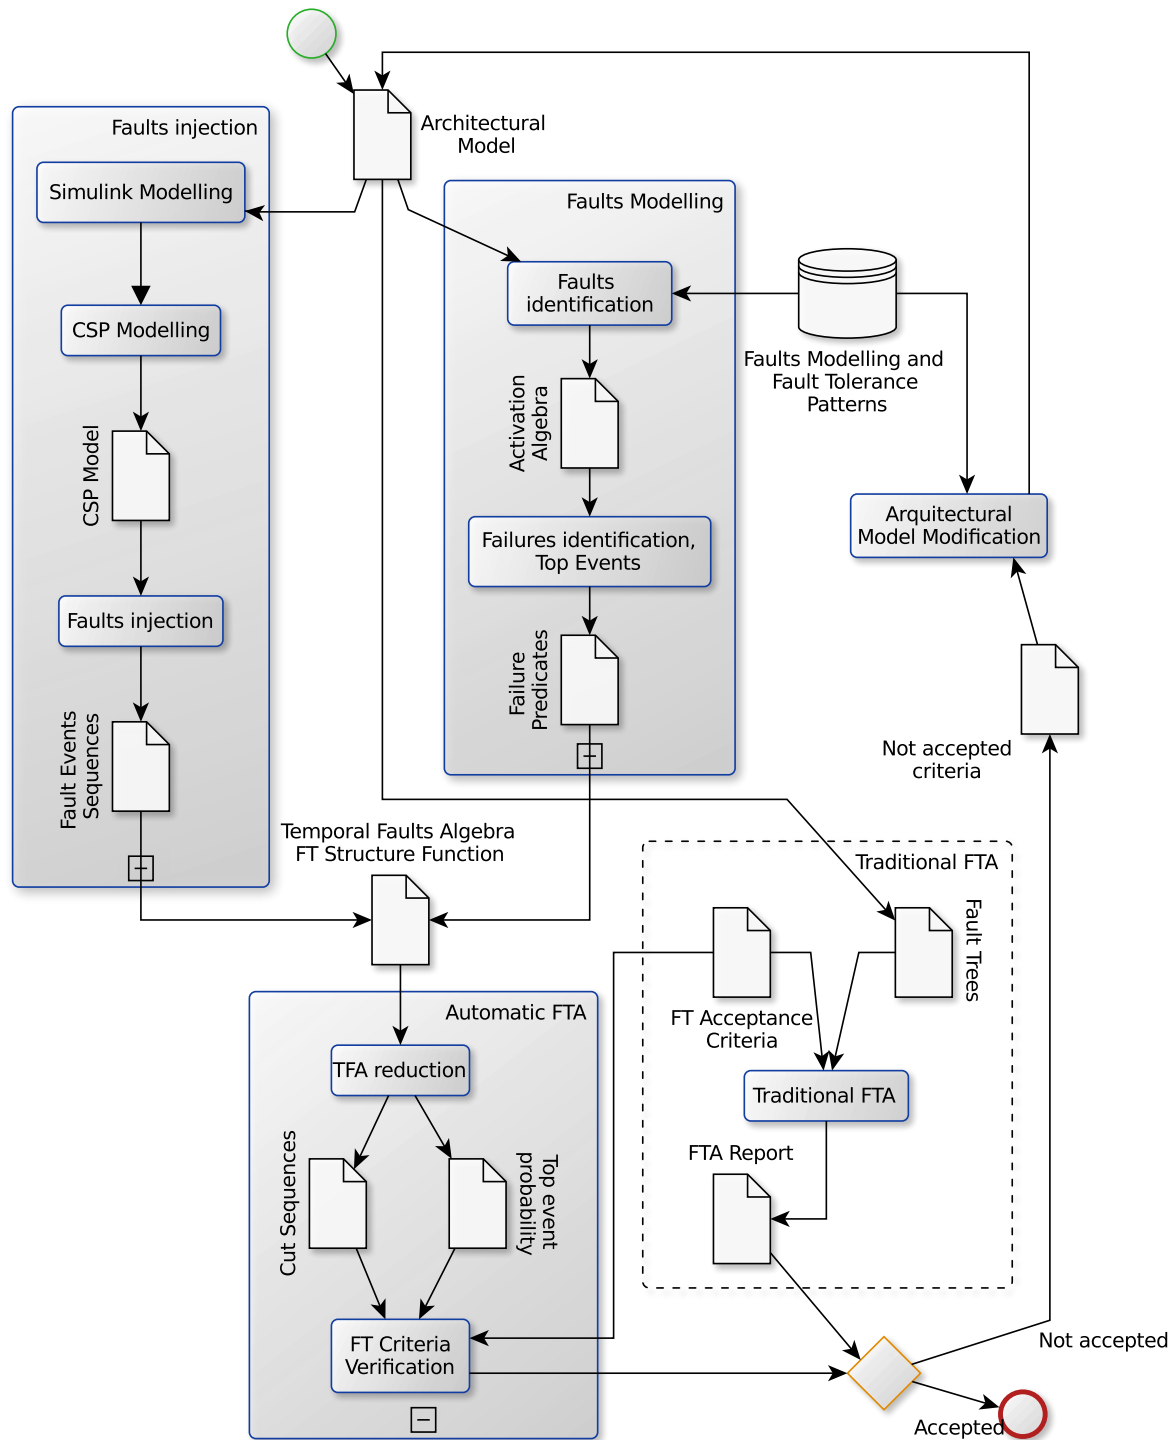 Architectural
Model
Faults injection
Simulink Modelling
CSP Modelling
CSP Model
Faults injection
Fault Events
Sequences
Faults Modelling
Faults
identification
Activation
Algebra
Failures identification,
Top Events
Failure
Predicates
Faults Modelling and
Fault Tolerance
Patterns
Arquitectural
Model Modification
Not accepted
criteria
Temporal Faults Algebra
FT Structure Function
Traditional FTA
Fault Trees
FT Acceptance
Criteria
Traditional FTA
FTA Report
Automatic FTA
TFA reduction
Cut Sequences
Top event
probability
FT Criteria
Verification
Not accepted
Accepted